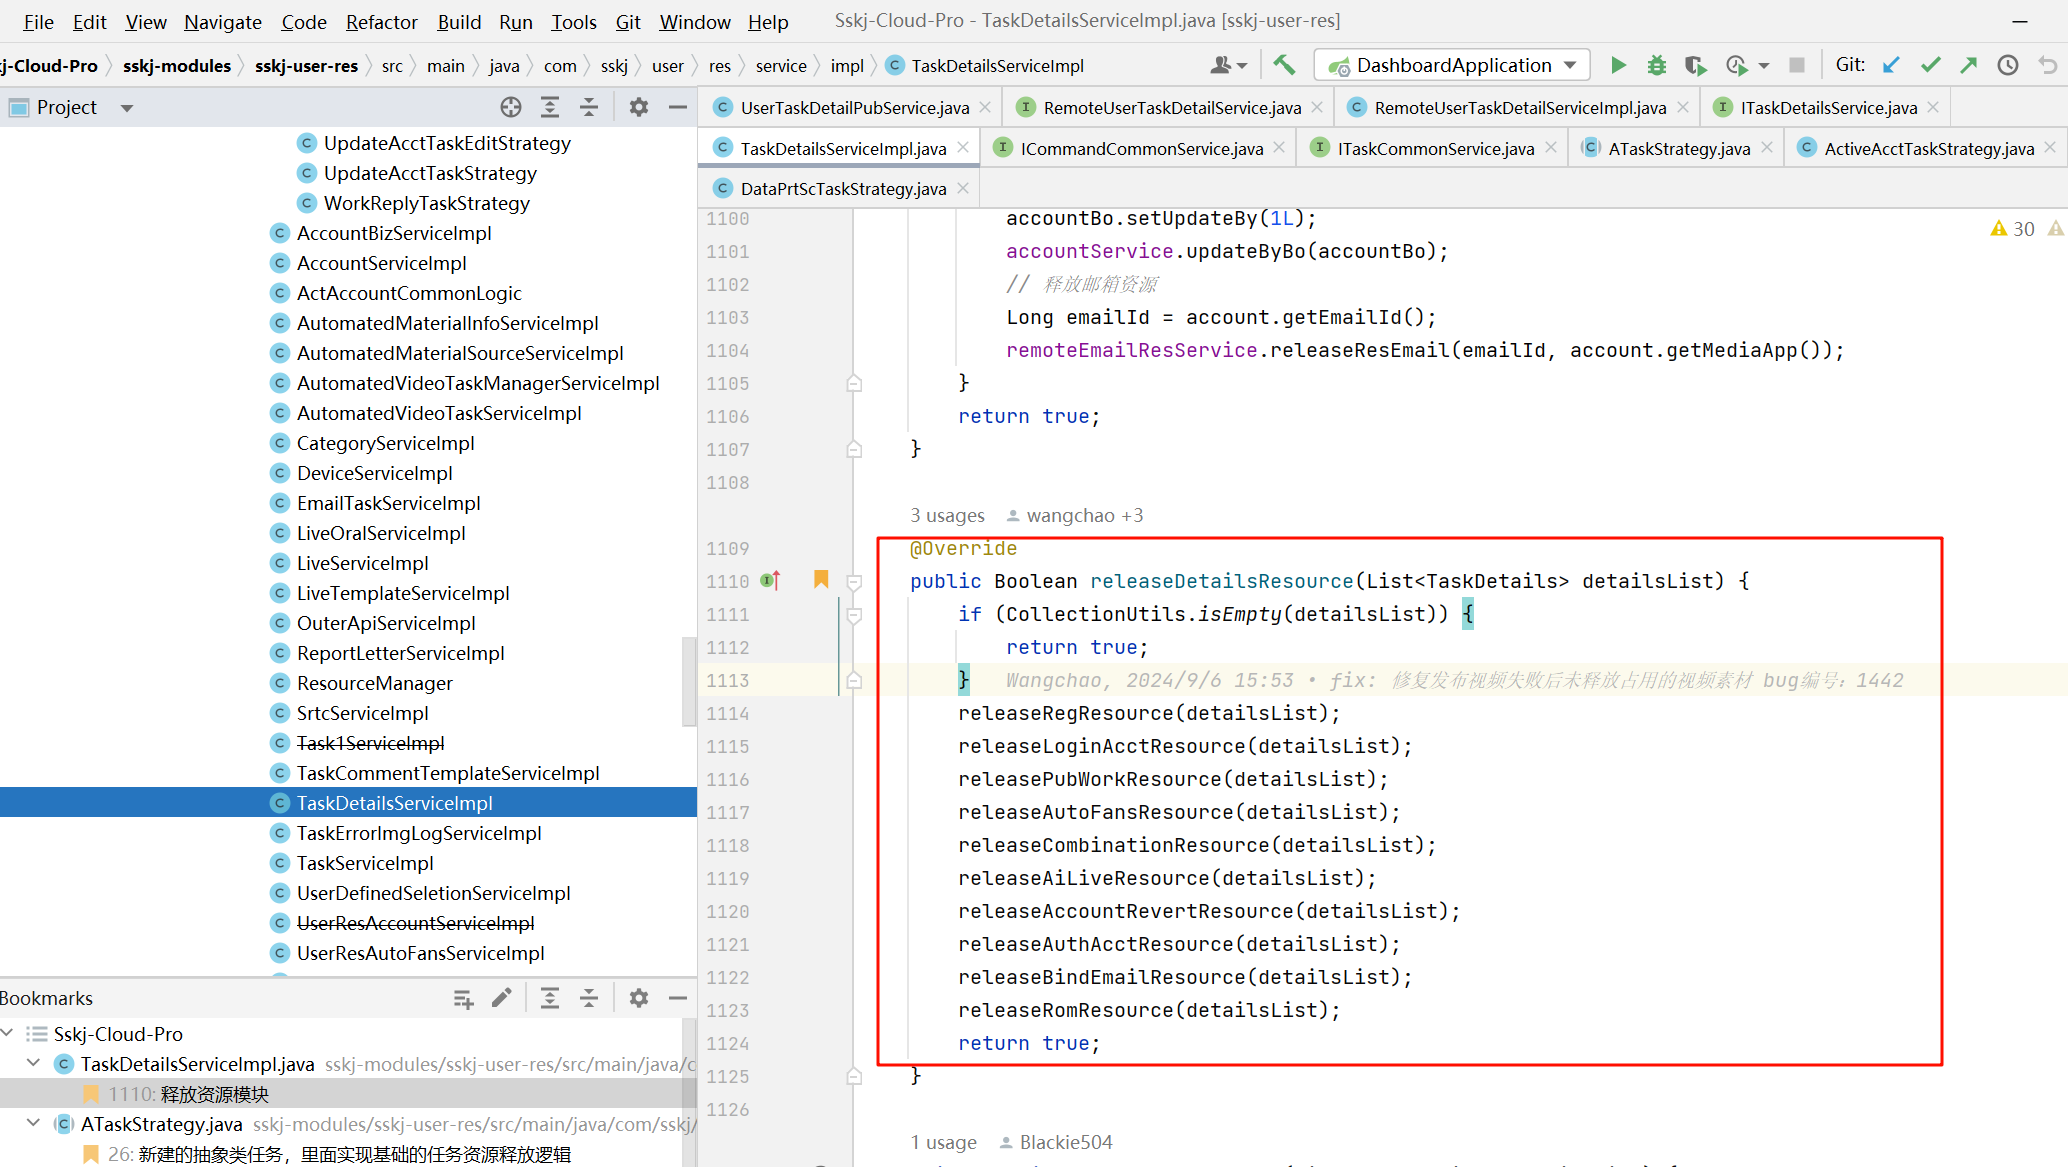 File Edit View Navigate Code Refactor Build Run Tools Git Window Help Sskj-Cloud-Pro - TaskDetailsServiceImpl.java [sskj-user-res]
j-Cloud-Pro sskj-modules sskj-user-res src main java com sskj user res service impl TaskDetailsServiceImpl DashboardApplication Git:
Project
UpdateAcctTaskEditStrategy
UpdateAcctTaskStrategy
WorkReplyTaskStrategy
AccountBizServiceImpl
AccountServiceImpl
ActAccountCommonLogic
AutomatedMaterialInfoServiceImpl
AutomatedMaterialSourceServiceImpl
AutomatedVideoTaskManagerServiceImpl
AutomatedVideoTaskServiceImpl
CategoryServiceImpl
DeviceServiceImpl
EmailTaskServiceImpl
LiveOralServiceImpl
LiveServiceImpl
LiveTemplateServiceImpl
OuterApiServiceImpl
ReportLetterServiceImpl
ResourceManager
SrtcServiceImpl
Task1ServiceImpl
TaskCommentTemplateServiceImpl
TaskDetailsServiceImpl
TaskErrorImgLogServiceImpl
TaskServiceImpl
UserDefinedSeletionServiceImpl
UserResAccountServiceImpl
UserResAutoFansServiceImpl
Bookmarks
Sskj-Cloud-Pro
TaskDetailsServiceImpl.java sskj-modules/sskj-user-res/src/main/java/c
1110: 释放资源模块
ATaskStrategy.java sskj-modules/sskj-user-res/src/main/java/com/sskj/
26: 新建的抽象类任务，里面实现基础的任务资源释放逻辑
UserTaskDetailPubService.java RemoteUserTaskDetailService.java RemoteUserTaskDetailServiceImpl.java ITaskDetailsService.java
TaskDetailsServiceImpl.java ICommandCommonService.java ITaskCommonService.java ATaskStrategy.java ActiveAcctTaskStrategy.java
DataPrtScTaskStrategy.java
30
1100 accountBo.setUpdateBy(1L);
1101 accountService.updateByBo(accountBo);
1102 // 释放邮箱资源
1103 Long emailId = account.getEmailId();
1104 remoteEmailResService.releaseResEmail(emailId, account.getMediaApp());
1105 }
1106 return true;
1107 }
1108
3 usages wangchao +3
1109 @Override
1110 public Boolean releaseDetailsResource(List<TaskDetails> detailsList) {
1111 if (CollectionUtils.isEmpty(detailsList)) {
1112 return true;
1113 } Wangchao, 2024/9/6 15:53 • fix: 修复发布视频失败后未释放占用的视频素材 bug编号：1442
1114 releaseRegResource(detailsList);
1115 releaseLoginAcctResource(detailsList);
1116 releasePubWorkResource(detailsList);
1117 releaseAutoFansResource(detailsList);
1118 releaseCombinationResource(detailsList);
1119 releaseAiLiveResource(detailsList);
1120 releaseAccountRevertResource(detailsList);
1121 releaseAuthAcctResource(detailsList);
1122 releaseBindEmailResource(detailsList);
1123 releaseRomResource(detailsList);
1124 return true;
1125 }
1126
1 usage Blackie504